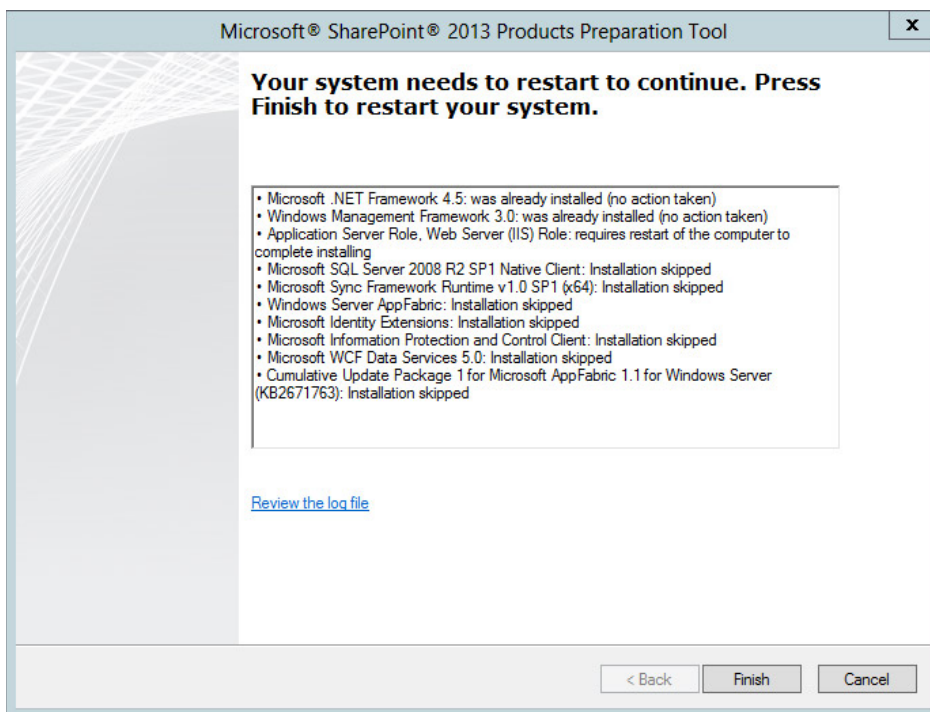 Microsoft® SharePoint® 2013 Products Preparation Tool
x
Your system needs to restart to continue. Press
Finish to restart your system.
• Microsoft .NET Framework 4.5: was already installed (no action taken)
• Windows Management Framework 3.0: was already installed (no action taken)
• Application Server Role, Web Server (IIS) Role: requires restart of the computer to
complete installing
• Microsoft SQL Server 2008 R2 SP1 Native Client: Installation skipped
• Microsoft Sync Framework Runtime v1.0 SP1 (x64): Installation skipped
• Windows Server AppFabric: Installation skipped
• Microsoft Identity Extensions: Installation skipped
• Microsoft Information Protection and Control Client: Installation skipped
• Microsoft WCF Data Services 5.0: Installation skipped
• Cumulative Update Package 1 for Microsoft AppFabric 1.1 for Windows Server
(KB2671763): Installation skipped
Review the log file
< Back Finish Cancel